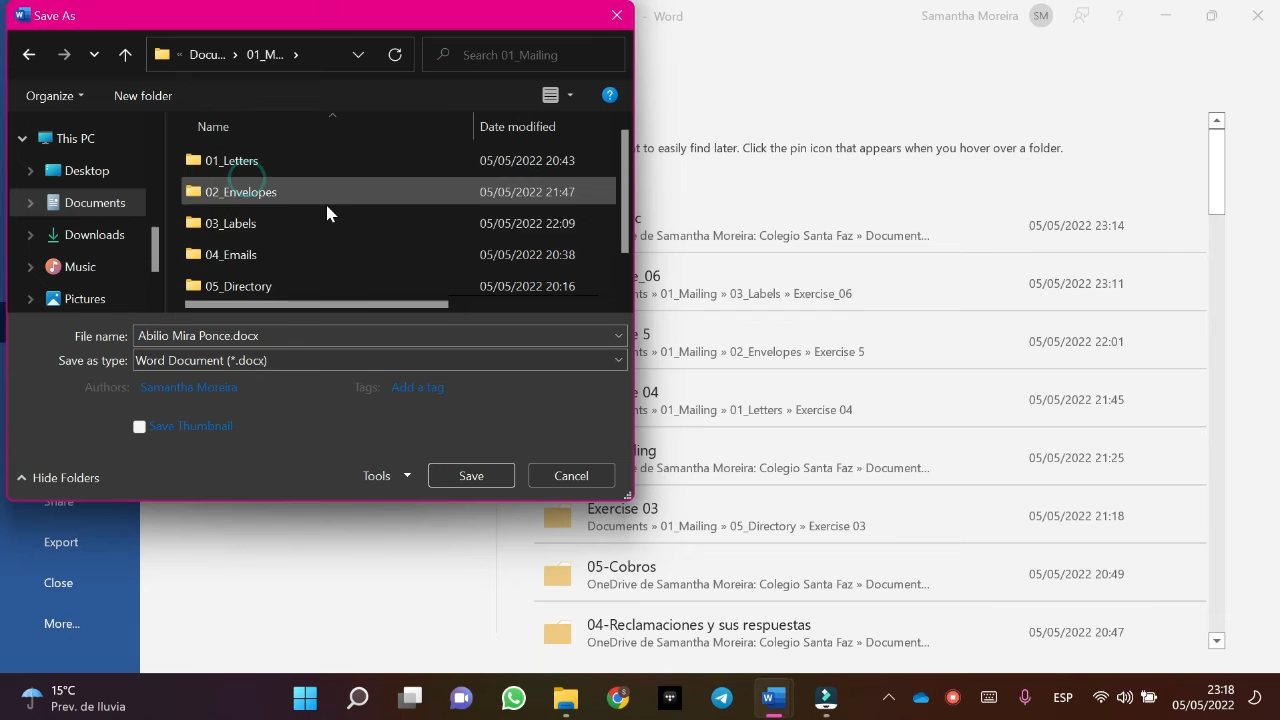 Save As
Word
Samantha Moreira SM
« Docu... › 01_M... ›
Search 01_Mailing
Organize
New folder
Name
Date modified
This PC
Desktop
Documents
Downloads
Music
Pictures
01_Letters 05/05/2022 20:43
02_Envelopes 05/05/2022 21:47
03_Labels 05/05/2022 22:09
04_Emails 05/05/2022 20:38
05_Directory 05/05/2022 20:16
File name: Abilio Mira Ponce.docx
Save as type: Word Document (*.docx)
Authors: Samantha Moreira
Tags: Add a tag
Save Thumbnail
Hide Folders
Tools
Save
Cancel
t to easily find later. Click the pin icon that appears when you hover over a folder.
c
e de Samantha Moreira: Colegio Santa Faz » Document...
05/05/2022 23:14
e_06
ents » 01_Mailing » 03_Labels » Exercise_06
05/05/2022 23:11
e 5
nts » 01_Mailing » 02_Envelopes » Exercise 5
05/05/2022 22:01
e 04
nts » 01_Mailing » 01_Letters » Exercise 04
05/05/2022 21:45
ling
e de Samantha Moreira: Colegio Santa Faz » Document...
05/05/2022 21:25
Exercise 03
Documents » 01_Mailing » 05_Directory » Exercise 03
05/05/2022 21:18
05-Cobros
OneDrive de Samantha Moreira: Colegio Santa Faz » Document...
05/05/2022 20:49
04-Reclamaciones y sus respuestas
OneDrive de Samantha Moreira: Colegio Santa Faz » Document...
05/05/2022 20:47
Share
Export
Close
More...
15°C
Prev. de lluvia
ESP
23:18
05/05/2022